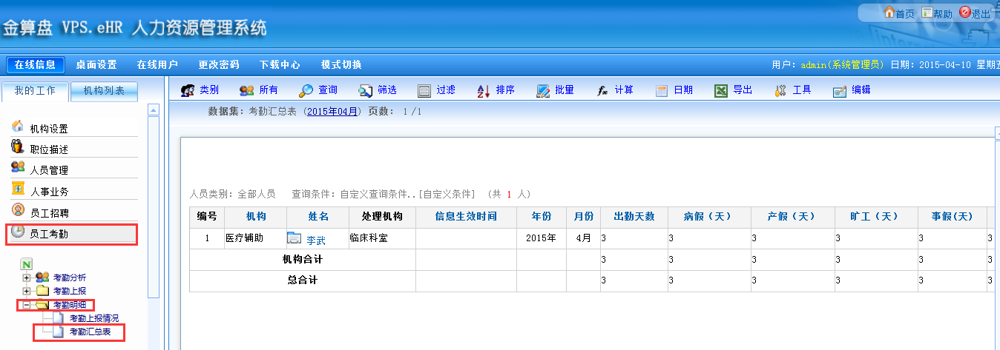 首页 帮助 退出
金算盘 VPS.eHR 人力资源管理系统
在线信息 桌面设置 在线用户 更改密码 下载中心 模式切换 用户: admin(系统管理员) 日期: 2015-04-10 星期五
我的工作 机构列表
类别 所有 查询 筛选 过滤 排序 批量 计算 日期 导出 工具 编辑
数据集: 考勤汇总表 (2015年04月) 页数: 1 /1
机构设置
职位描述
人员管理
人事业务
员工招聘
员工考勤
N
考勤分析
考勤上报
考勤明细
考勤上报情况
考勤汇总表
人员类别: 全部人员 查询条件: 自定义查询条件..[自定义条件] (共 1 人)
编号 机构 姓名 处理机构 信息生效时间 年份 月份 出勤天数 病假(天) 产假(天) 旷工(天) 事假(天)
1 医疗辅助 李武 临床科室 2015年 4月 3 3 3 3 3 3
机构合计 3 3 3 3 3 3
总合计 3 3 3 3 3 3